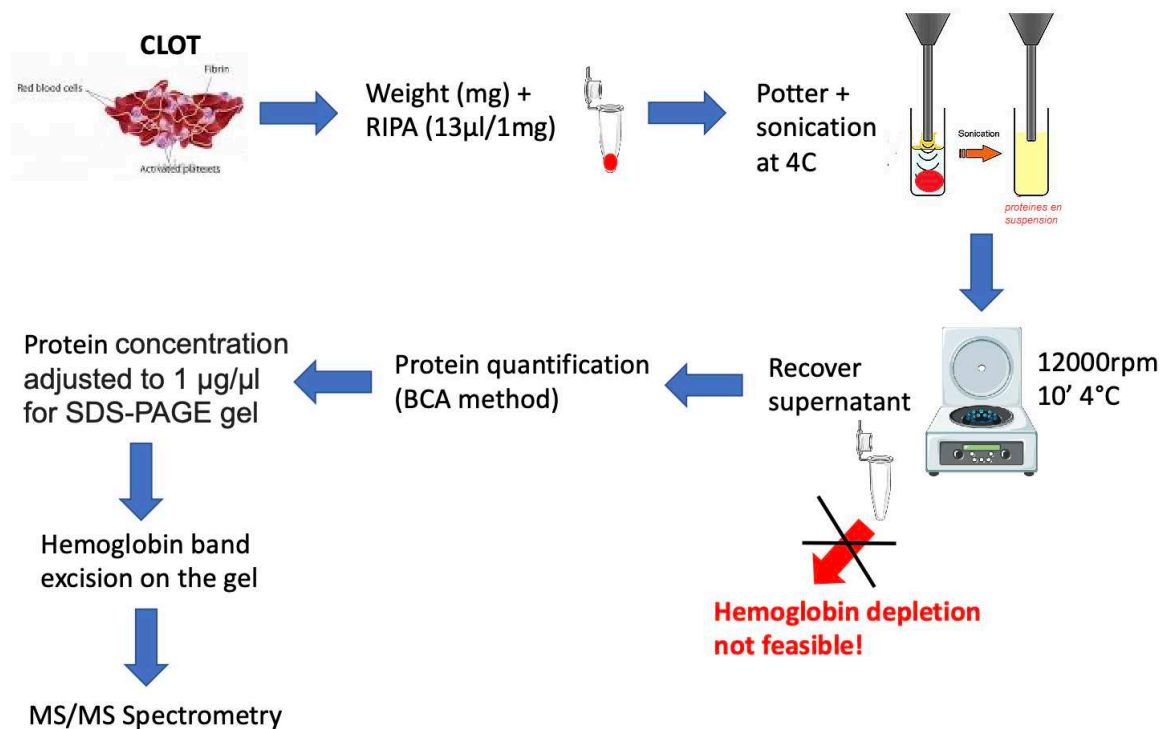 CLOT
Fibrin
Red blood cells
Activated platelets
Weight (mg) +
RIPA (13µl/1mg)
Potter +
sonication
at 4C
Sonication
proteines en
suspension
12000rpm
10’ 4°C
Recover
supernatant
Protein quantification
(BCA method)
Protein concentration
adjusted to 1 µg/µl
for SDS-PAGE gel
Hemoglobin band
excision on the gel
Hemoglobin depletion
not feasible!
MS/MS Spectrometry